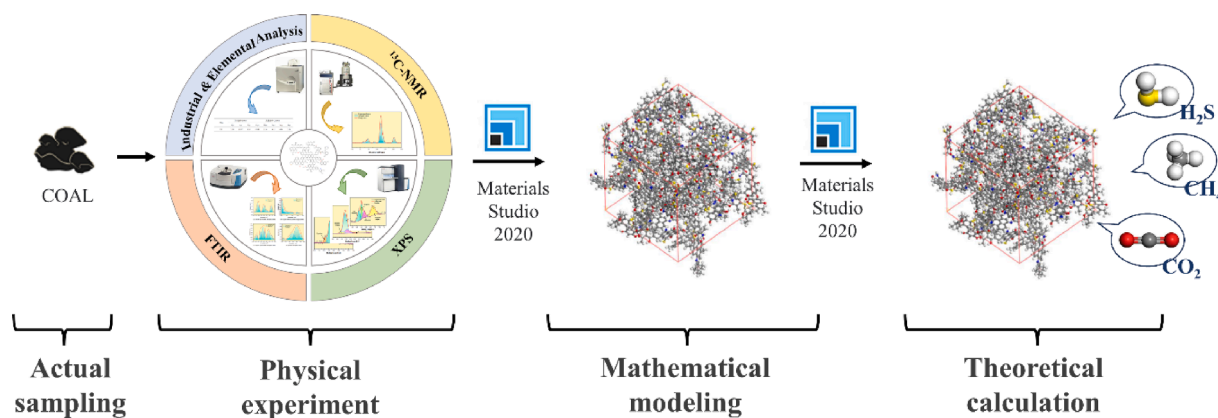 COAL
Industrial & Elemental Analysis
¹³C-NMR
FTIR
XPS
Materials
Studio
2020
Materials
Studio
2020
H₂S
CH
CO₂
Actual
sampling
Physical
experiment
Mathematical
modeling
Theoretical
calculation